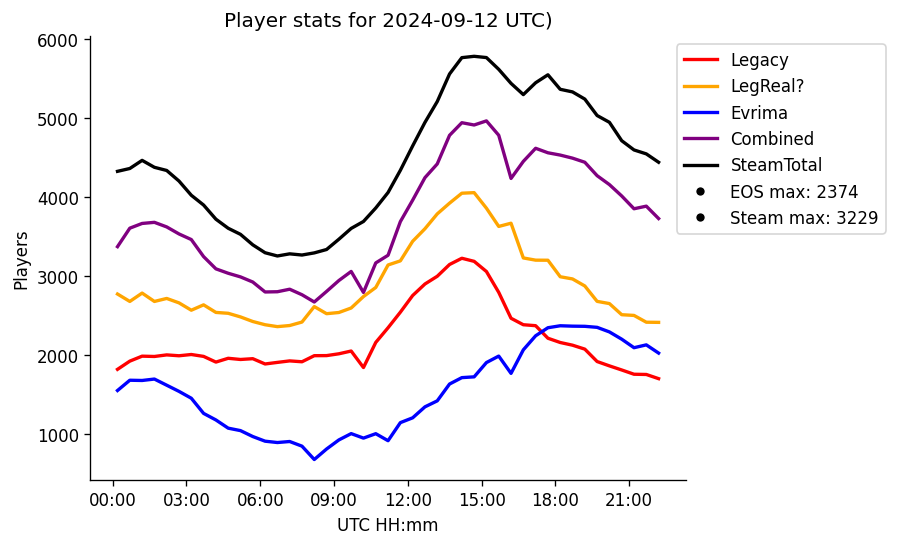 Player stats for 2024-09-12 UTC)
6000
5000
4000
3000
2000
1000
Players
00:00 03:00 06:00 09:00 12:00 15:00 18:00 21:00
UTC HH:mm
Legacy
LegReal?
Evrima
Combined
SteamTotal
EOS max: 2374
Steam max: 3229